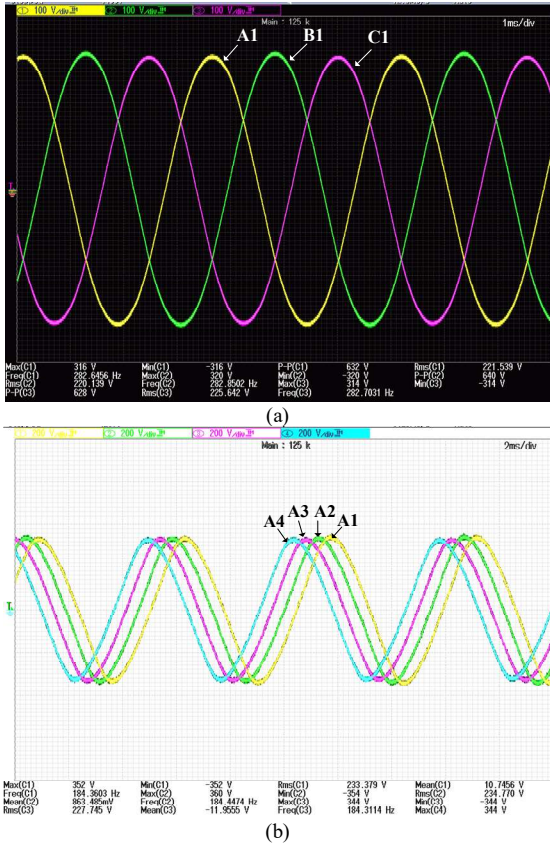 ① 100 V/div ② 100 V/div ③ 100 V/div
Main : 125 k 1ms/div
A1 B1 C1
T
Max(C1) 316 V Min(C1) -316 V P-P(C1) 632 V Rms(C1) 221.539 V
Freq(C1) 282.6456 Hz Max(C2) 320 V Min(C2) -320 V P-P(C2) 640 V
Rms(C2) 220.139 V Freq(C2) 282.8502 Hz Max(C3) 314 V Min(C3) -314 V
P-P(C3) 628 V Rms(C3) 225.642 V Freq(C3) 282.7031 Hz
(a)
200 V/div 200 V/div 200 V/div 200 V/div
Main : 125 k 2ms/div
A4 A3 A2 A1
T
Max(C1) 352 V Min(C1) -352 V Rms(C1) 233.379 V Mean(C1) 10.7456 V
Freq(C1) 184.3603 Hz Max(C2) 360 V Min(C2) -354 V Rms(C2) 234.770 V
Mean(C2) 863.485mV Freq(C2) 184.4474 Hz Max(C3) 344 V Min(C3) -344 V
Rms(C3) 227.745 V Mean(C3) -11.9555 V Freq(C3) 184.3114 Hz Max(C4) 344 V
(b)